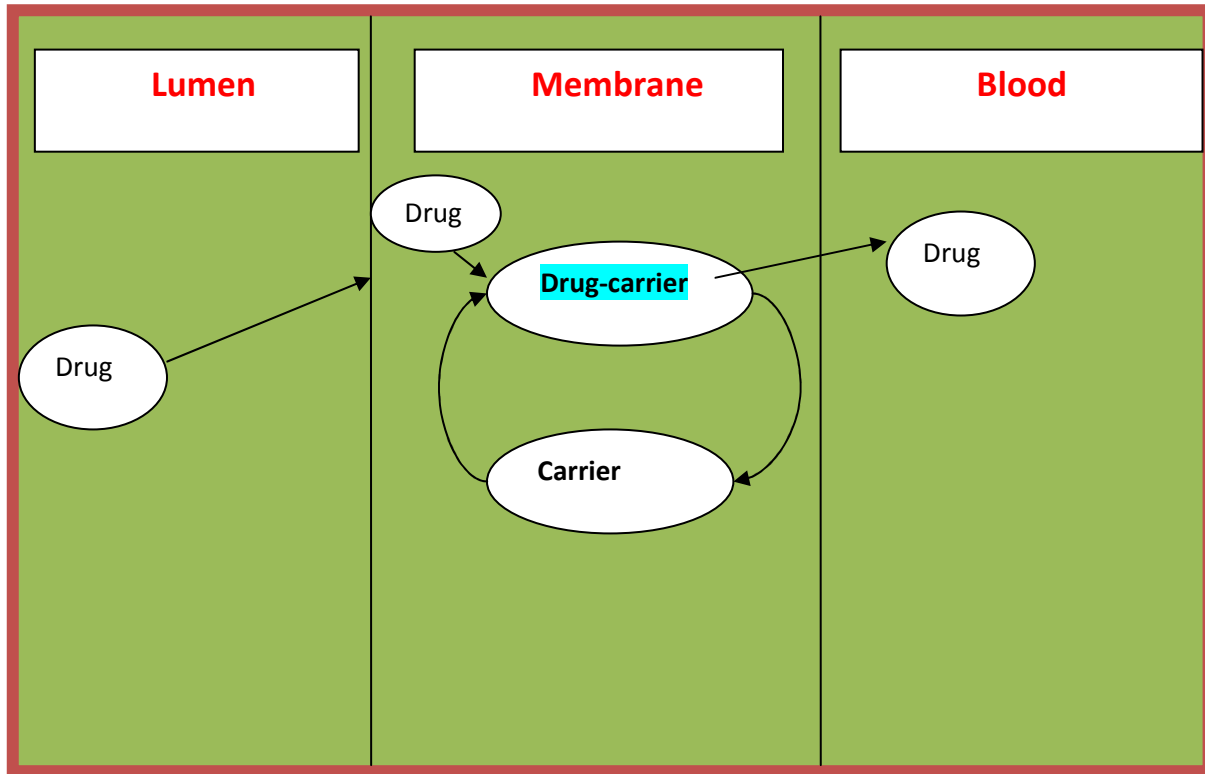 Lumen
Membrane
Blood
Drug
Drug
Drug-carrier
Drug
Carrier